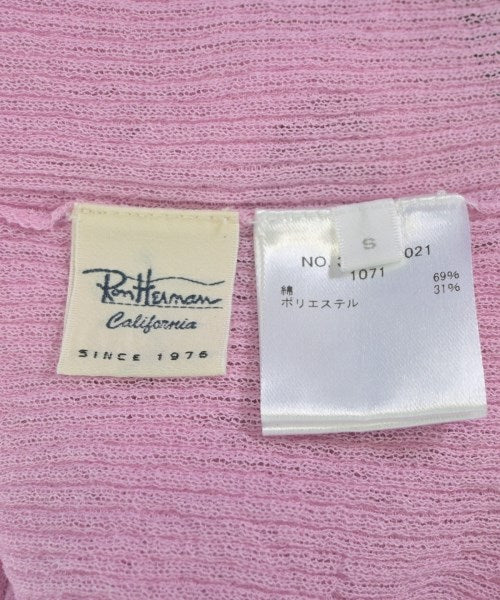 Ron Herman
California
SINCE 1976
S
NO. 021
1071
綿 69%
ポリエステル 31%